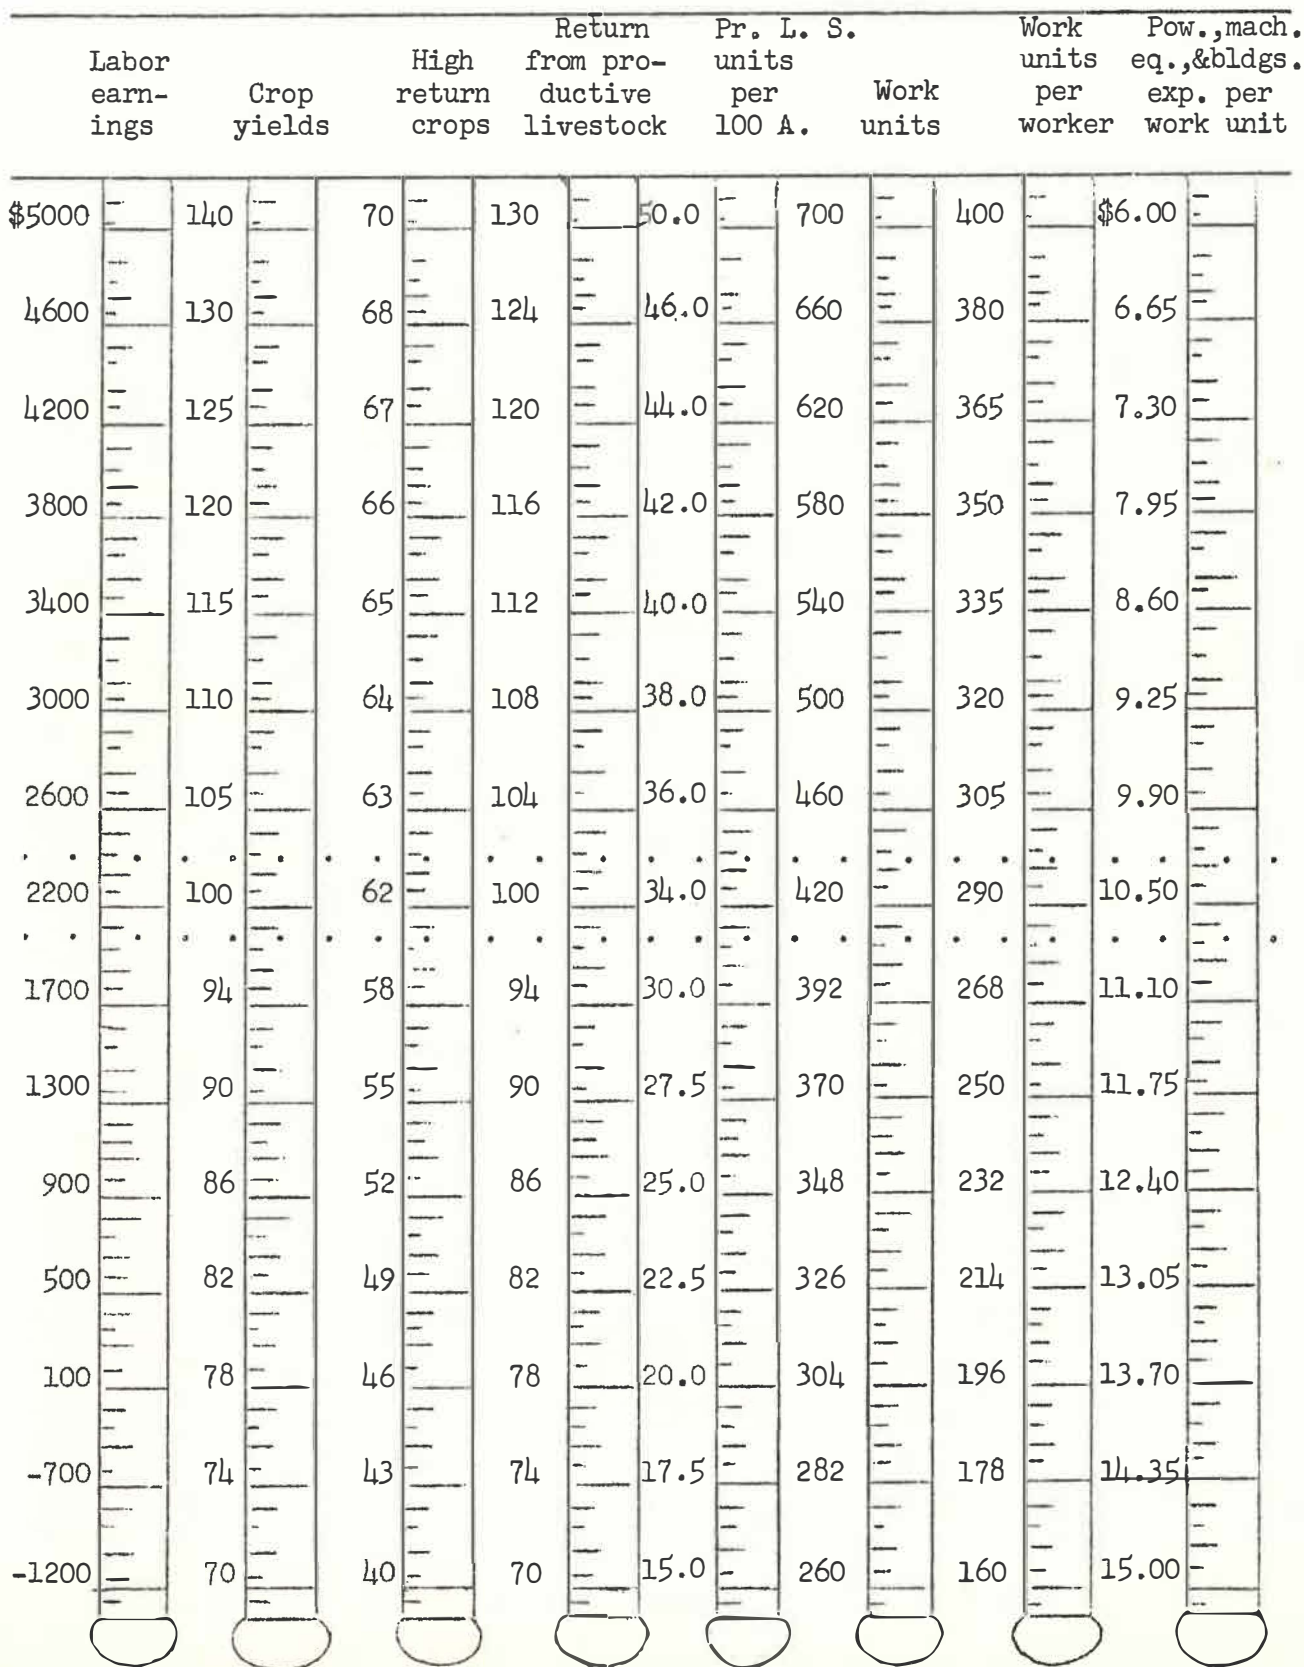 Return Pr. L. S. Work Pow.,mach.
Labor High from pro- units units eq.,&bldgs.
earn- Crop return ductive per Work per exp. per
ings yields crops livestock 100 A. units worker work unit
$5000 140 70 130 50.0 700 400 $6.00
4600 130 68 124 46.0 660 380 6.65
4200 125 67 120 44.0 620 365 7.30
3800 120 66 116 42.0 580 350 7.95
3400 115 65 112 40.0 540 335 8.60
3000 110 64 108 38.0 500 320 9.25
2600 105 63 104 36.0 460 305 9.90
2200 100 62 100 34.0 420 290 10.50
1700 94 58 94 30.0 392 268 11.10
1300 90 55 90 27.5 370 250 11.75
900 86 52 86 25.0 348 232 12.40
500 82 49 82 22.5 326 214 13.05
100 78 46 78 20.0 304 196 13.70
-700 74 43 74 17.5 282 178 14.35
-1200 70 40 70 15.0 260 160 15.00